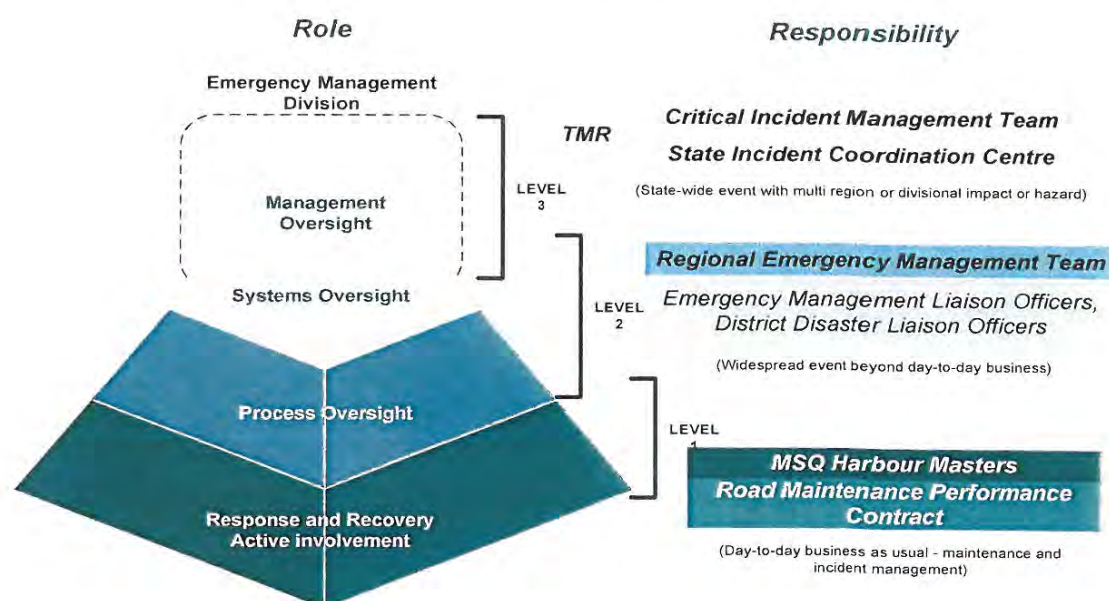 Role
Responsibility
Emergency Management
Division
Management
Oversight
Systems Oversight
Process Oversight
Response and Recovery
Active involvement
LEVEL
3
LEVEL
2
LEVEL
1
TMR
Critical Incident Management Team
State Incident Coordination Centre
(State-wide event with multi region or divisional impact or hazard)
Regional Emergency Management Team
Emergency Management Liaison Officers,
District Disaster Liaison Officers
(Widespread event beyond day-to-day business)
MSQ Harbour Masters
Road Maintenance Performance
Contract
(Day-to-day business as usual - maintenance and
incident management)